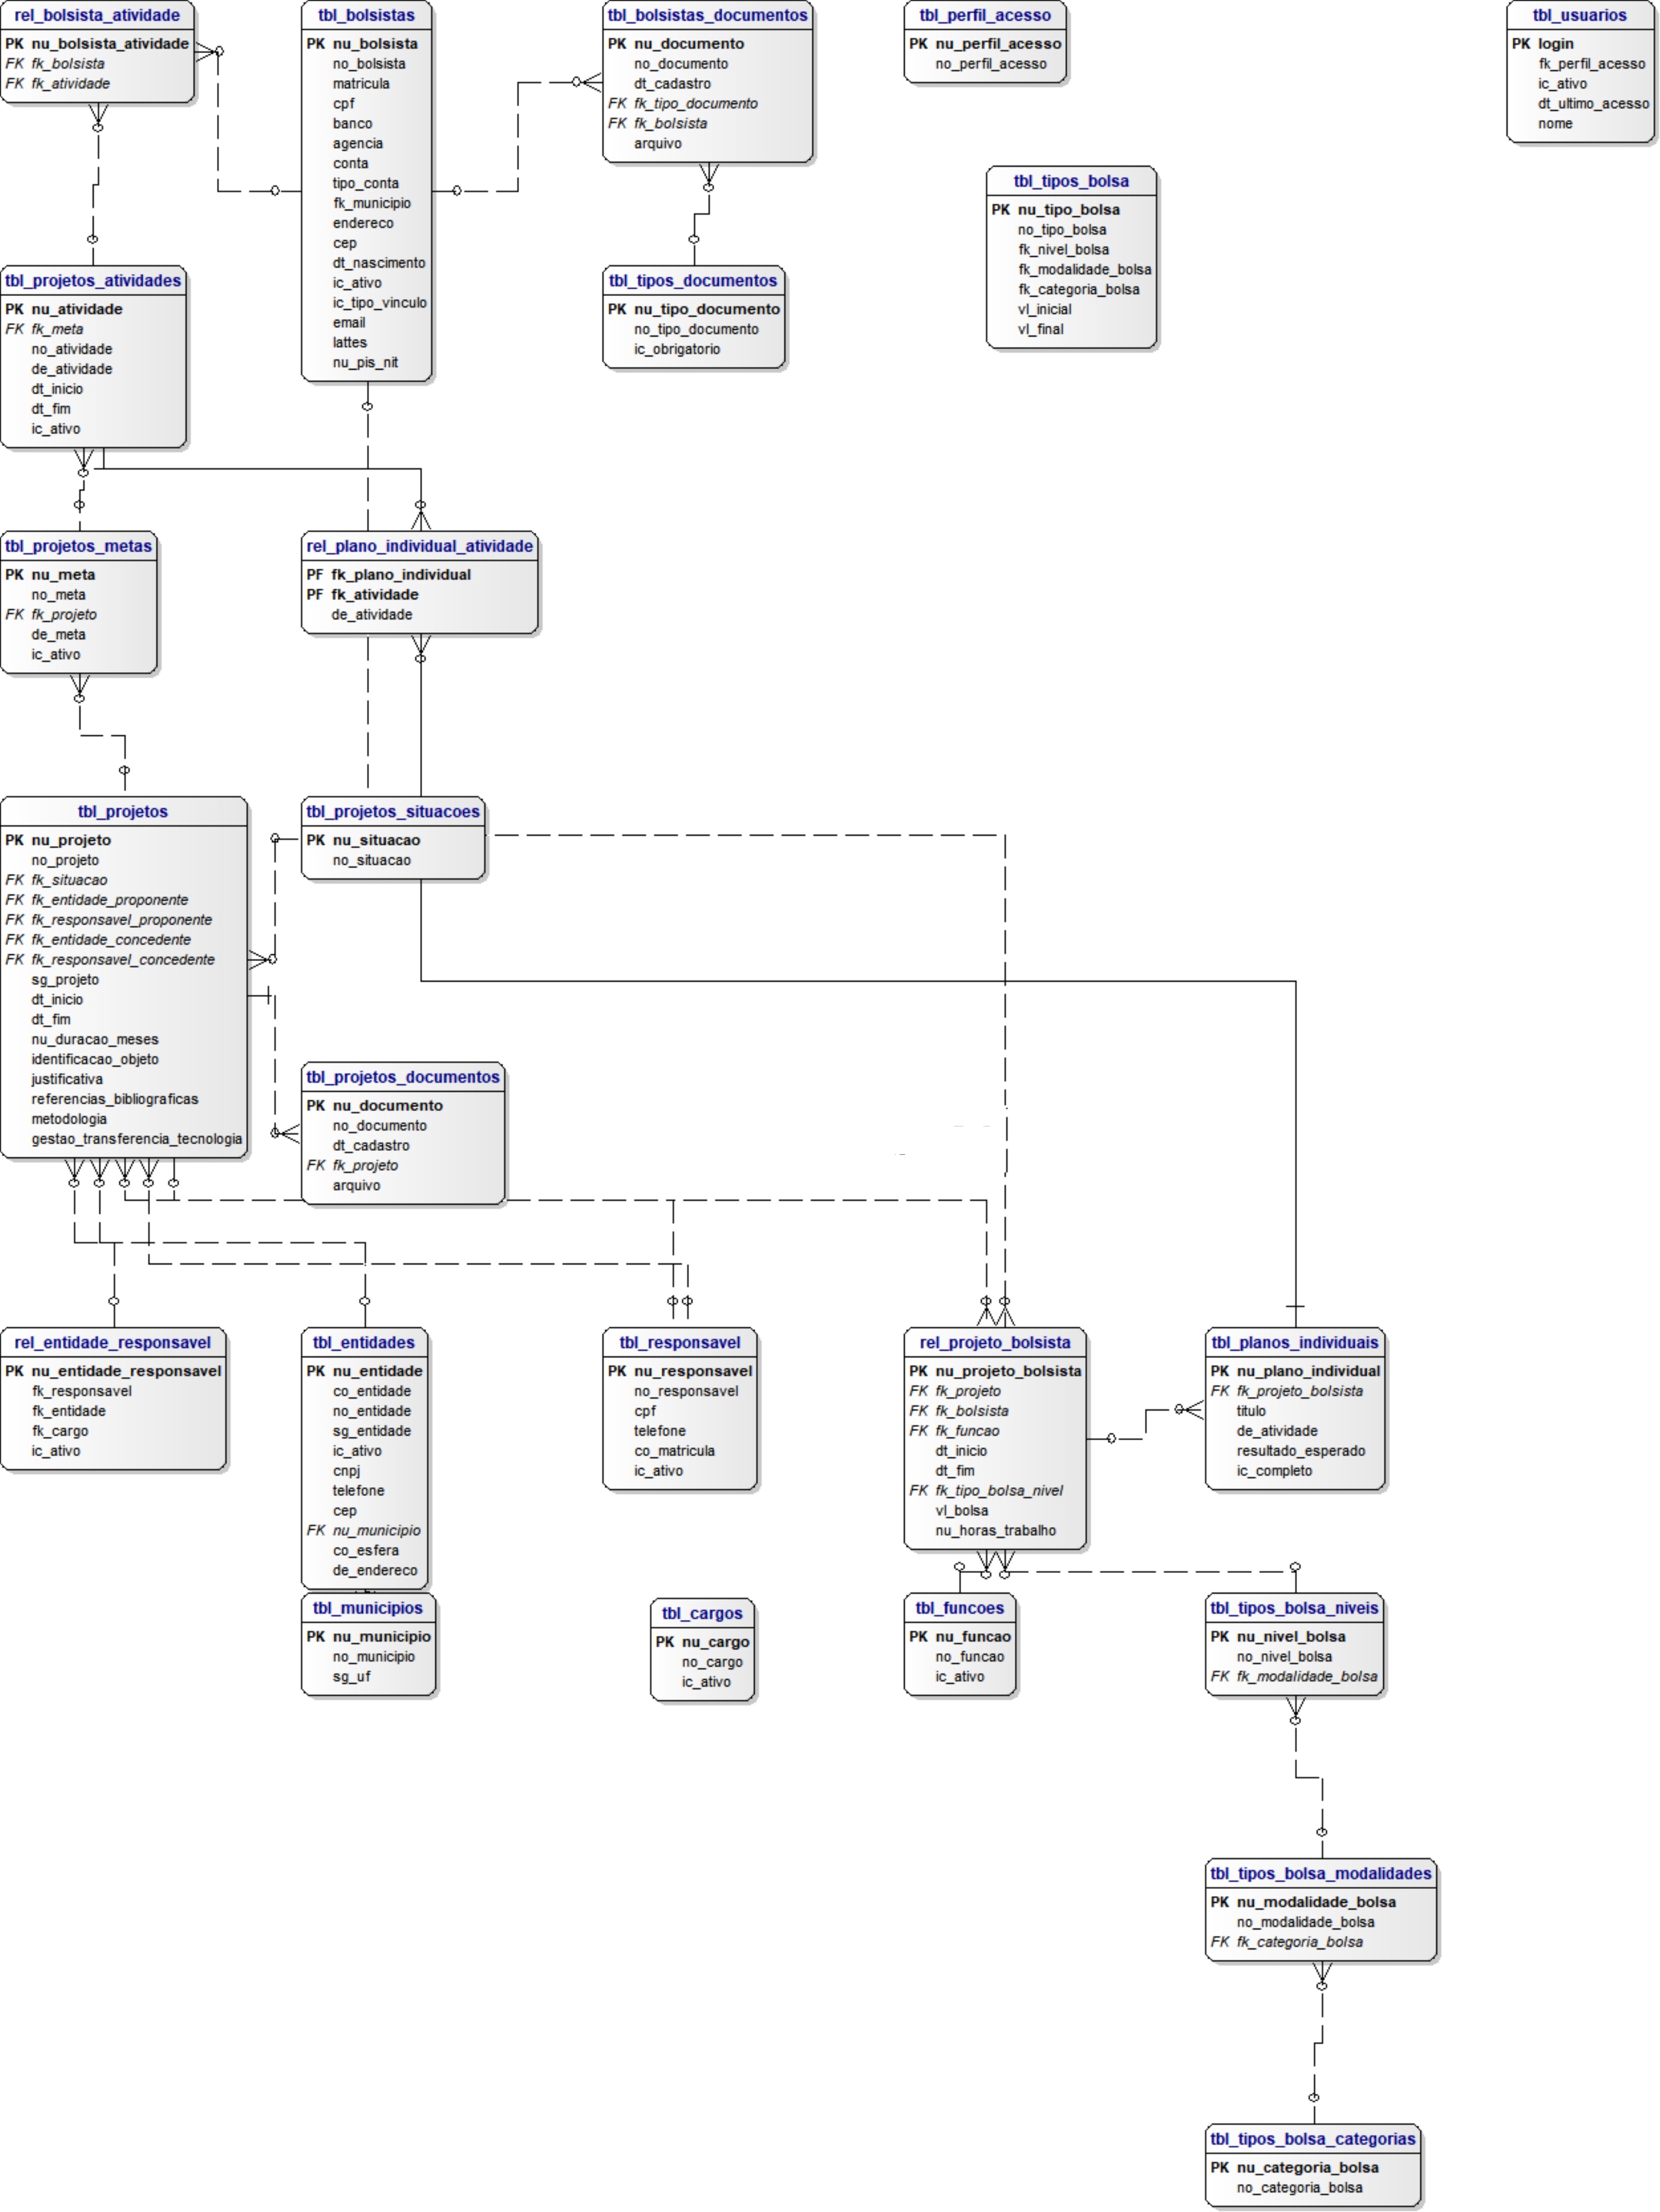 rel_bolsista_atividade
PK nu_bolsista_atividade
FK fk_bolsista
FK fk_atividade
tbl_bolsistas
PK nu_bolsista
no_bolsista
matricula
cpf
banco
agencia
conta
tipo_conta
fk_municipio
endereco
cep
dt_nascimento
ic_ativo
ic_tipo_vinculo
email
lattes
nu_pis_nit
tbl_bolsistas_documentos
PK nu_documento
no_documento
dt_cadastro
FK fk_tipo_documento
FK fk_bolsista
arquivo
tbl_perfil_acesso
PK nu_perfil_acesso
no_perfil_acesso
tbl_usuarios
PK login
fk_perfil_acesso
ic_ativo
dt_ultimo_acesso
nome
tbl_tipos_bolsa
PK nu_tipo_bolsa
no_tipo_bolsa
fk_nivel_bolsa
fk_modalidade_bolsa
fk_categoria_bolsa
vl_inicial
vl_final
tbl_projetos_atividades
PK nu_atividade
FK fk_meta
no_atividade
de_atividade
dt_inicio
dt_fim
ic_ativo
tbl_tipos_documentos
PK nu_tipo_documento
no_tipo_documento
ic_obrigatorio
tbl_projetos_metas
PK nu_meta
no_meta
FK fk_projeto
de_meta
ic_ativo
rel_plano_individual_atividade
PF fk_plano_individual
PF fk_atividade
de_atividade
tbl_projetos
PK nu_projeto
no_projeto
FK fk_situacao
FK fk_entidade_proponente
FK fk_responsavel_proponente
FK fk_entidade_concedente
FK fk_responsavel_concedente
sg_projeto
dt_inicio
dt_fim
nu_duracao_meses
identificacao_objeto
justificativa
referencias_bibliograficas
metodologia
gestao_transferencia_tecnologia
tbl_projetos_situacoes
PK nu_situacao
no_situacao
tbl_projetos_documentos
PK nu_documento
no_documento
dt_cadastro
FK fk_projeto
arquivo
rel_entidade_responsavel
PK nu_entidade_responsavel
fk_responsavel
fk_entidade
fk_cargo
ic_ativo
tbl_entidades
PK nu_entidade
co_entidade
no_entidade
sg_entidade
ic_ativo
cnpj
telefone
cep
FK nu_municipio
co_esfera
de_endereco
tbl_responsavel
PK nu_responsavel
no_responsavel
cpf
telefone
co_matricula
ic_ativo
rel_projeto_bolsista
PK nu_projeto_bolsista
FK fk_projeto
FK fk_bolsista
FK fk_funcao
dt_inicio
dt_fim
FK fk_tipo_bolsa_nivel
vl_bolsa
nu_horas_trabalho
tbl_planos_individuais
PK nu_plano_individual
FK fk_projeto_bolsista
titulo
de_atividade
resultado_esperado
ic_completo
tbl_municipios
PK nu_municipio
no_municipio
sg_uf
tbl_cargos
PK nu_cargo
no_cargo
ic_ativo
tbl_funcoes
PK nu_funcao
no_funcao
ic_ativo
tbl_tipos_bolsa_niveis
PK nu_nivel_bolsa
no_nivel_bolsa
FK fk_modalidade_bolsa
tbl_tipos_bolsa_modalidades
PK nu_modalidade_bolsa
no_modalidade_bolsa
FK fk_categoria_bolsa
tbl_tipos_bolsa_categorias
PK nu_categoria_bolsa
no_categoria_bolsa